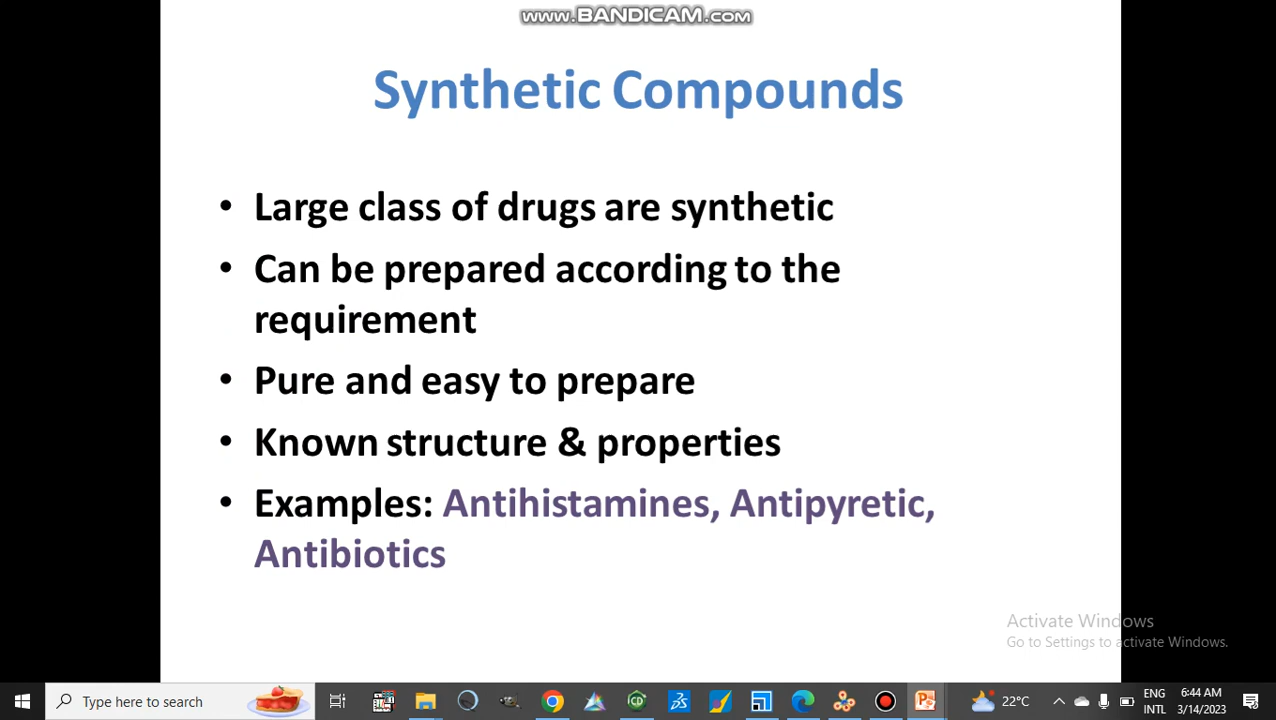 www.BANDICAM.com
Synthetic Compounds
• Large class of drugs are synthetic
• Can be prepared according to the
requirement
• Pure and easy to prepare
• Known structure & properties
• Examples: Antihistamines, Antipyretic,
Antibiotics
Activate Windows
Go to Settings to activate Windows.
Type here to search
CD
22°C
ENG
INTL
6:44 AM
3/14/2023